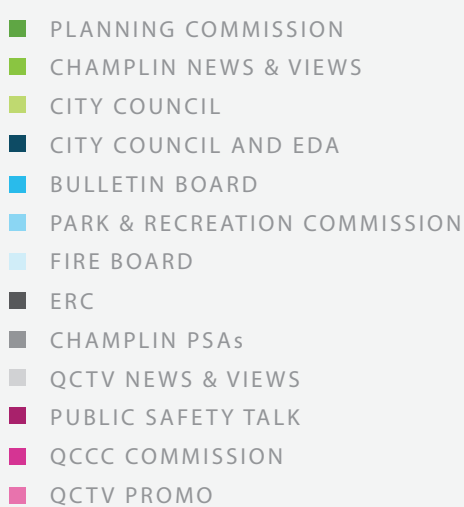 PLANNING COMMISSION
CHAMPLIN NEWS & VIEWS
CITY COUNCIL
CITY COUNCIL AND EDA
BULLETIN BOARD
PARK & RECREATION COMMISSION
FIRE BOARD
ERC
CHAMPLIN PSAs
QCTV NEWS & VIEWS
PUBLIC SAFETY TALK
QCCC COMMISSION
QCTV PROMO